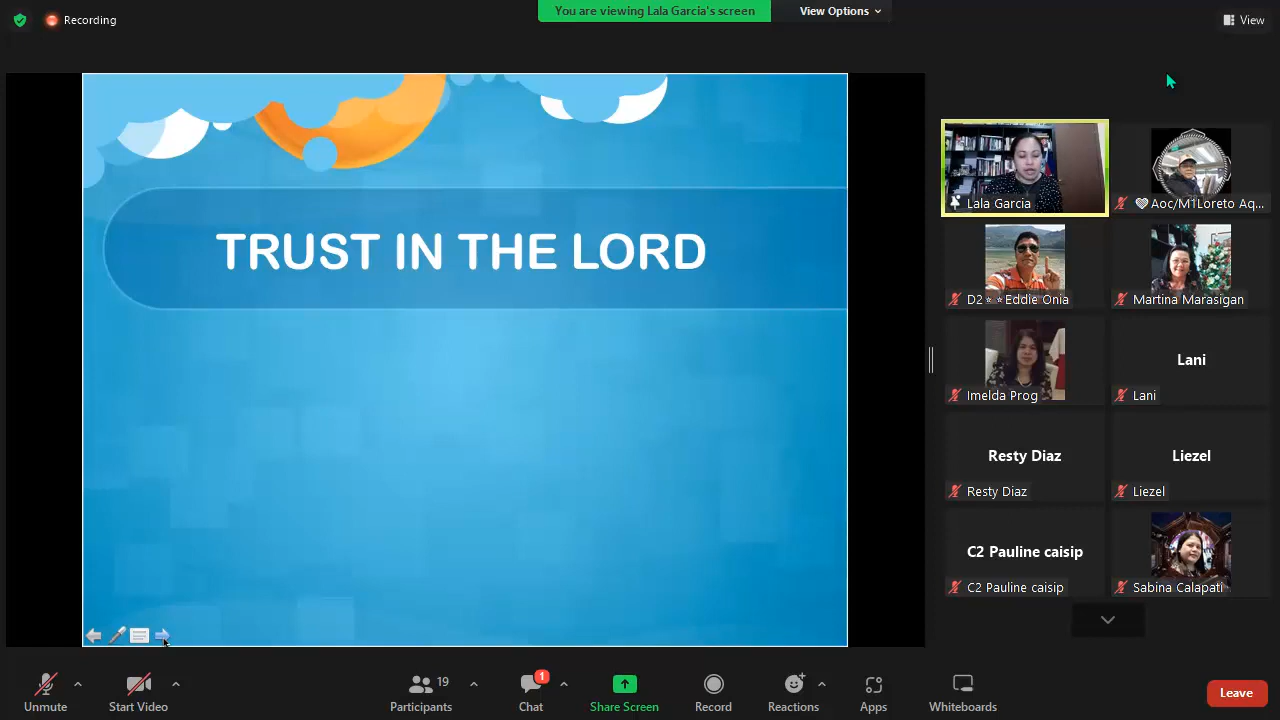 Recording
You are viewing Lala Garcia's screen
View Options
View
TRUST IN THE LORD
Lala Garcia
Aoc/M1Loreto Aq...
D2**Eddie Onia
Martina Marasigan
Imelda Prog
Lani
Lani
Resty Diaz
Liezel
Resty Diaz
Liezel
C2 Pauline caisip
C2 Pauline caisip
Sabina Calapati
19
1
Unmute
Start Video
Participants
Chat
Share Screen
Record
Reactions
Apps
Whiteboards
Leave